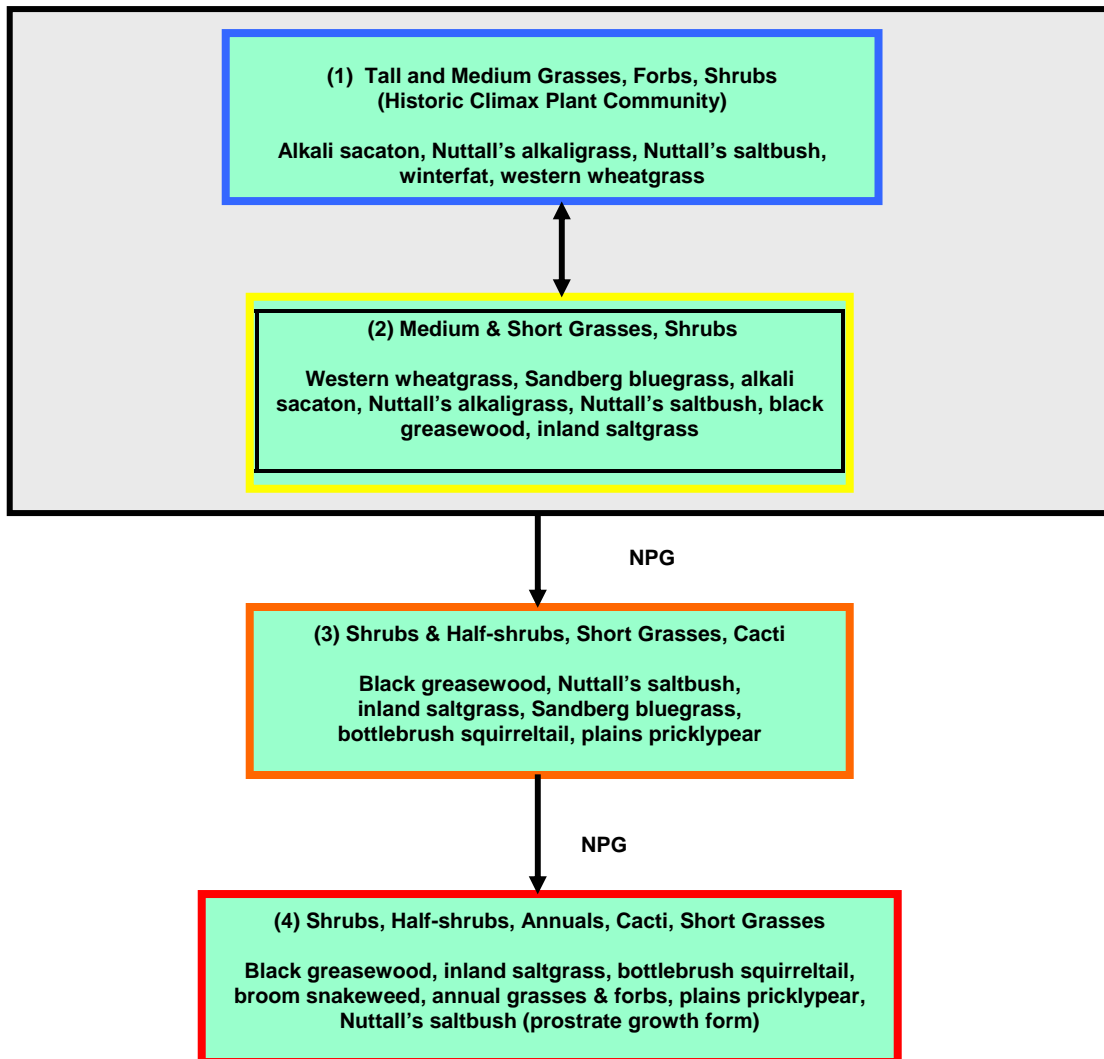 (1)  Tall and Medium Grasses, Forbs, Shrubs
(Historic Climax Plant Community)
Alkali sacaton, Nuttall’s alkaligrass, Nuttall’s saltbush,
winterfat, western wheatgrass
(2) Medium & Short Grasses, Shrubs
Western wheatgrass, Sandberg bluegrass, alkali
sacaton, Nuttall’s alkaligrass, Nuttall’s saltbush, black
greasewood, inland saltgrass
NPG
(3) Shrubs & Half-shrubs, Short Grasses, Cacti
Black greasewood, Nuttall’s saltbush,
inland saltgrass, Sandberg bluegrass,
bottlebrush squirreltail, plains pricklypear
NPG
(4) Shrubs, Half-shrubs, Annuals, Cacti, Short Grasses
Black greasewood, inland saltgrass, bottlebrush squirreltail,
broom snakeweed, annual grasses & forbs, plains pricklypear,
Nuttall’s saltbush (prostrate growth form)